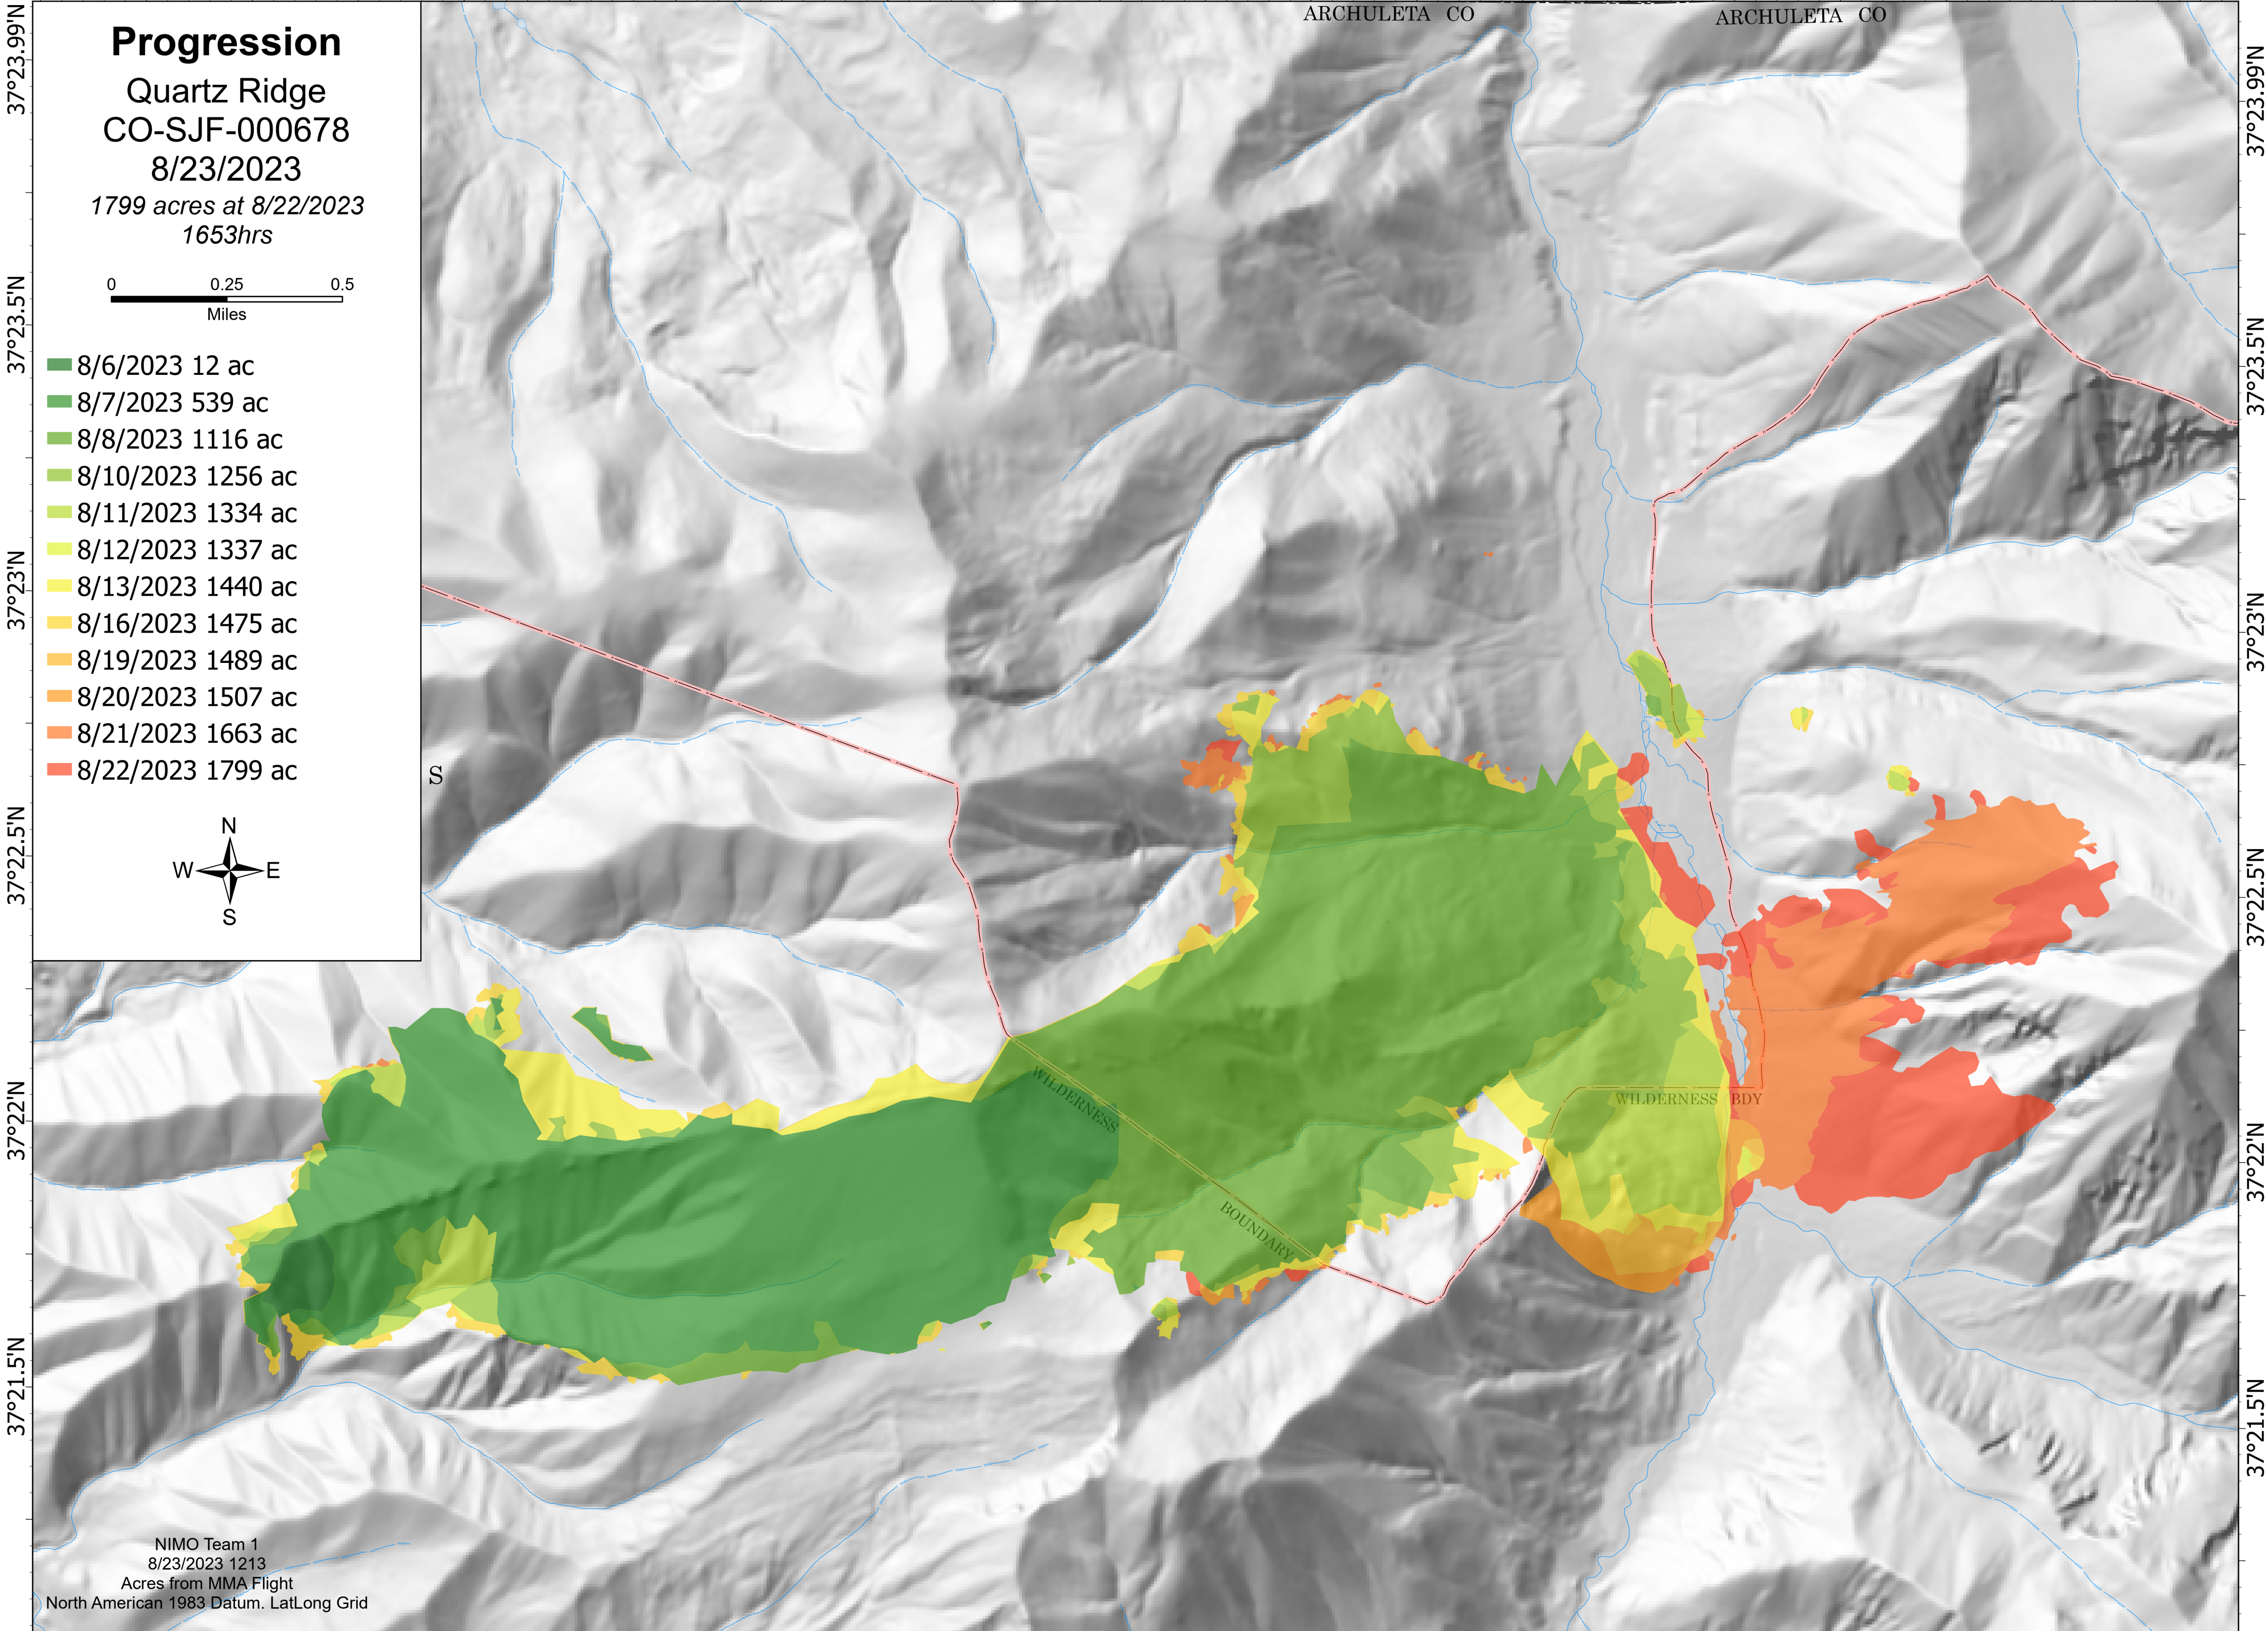 Progression
Quartz Ridge
CO-SJF-000678
8/23/2023
1799 acres at 8/22/2023
1653hrs
0 0.25 0.5
Miles
8/6/2023 12 ac
8/7/2023 539 ac
8/8/2023 1116 ac
8/10/2023 1256 ac
8/11/2023 1334 ac
8/12/2023 1337 ac
8/13/2023 1440 ac
8/16/2023 1475 ac
8/19/2023 1489 ac
8/20/2023 1507 ac
8/21/2023 1663 ac
8/22/2023 1799 ac
N
W E
S
NIMO Team 1
8/23/2023 1213
Acres from MMA Flight
North American 1983 Datum. LatLong Grid
ARCHULETA CO
ARCHULETA CO
S
WILDERNESS
BOUNDARY
WILDERNESS BDY
37°23.99'N
37°23.5'N
37°23'N
37°22.5'N
37°22'N
37°21.5'N
37°23.99'N
37°23.5'N
37°23'N
37°22.5'N
37°22'N
37°21.5'N